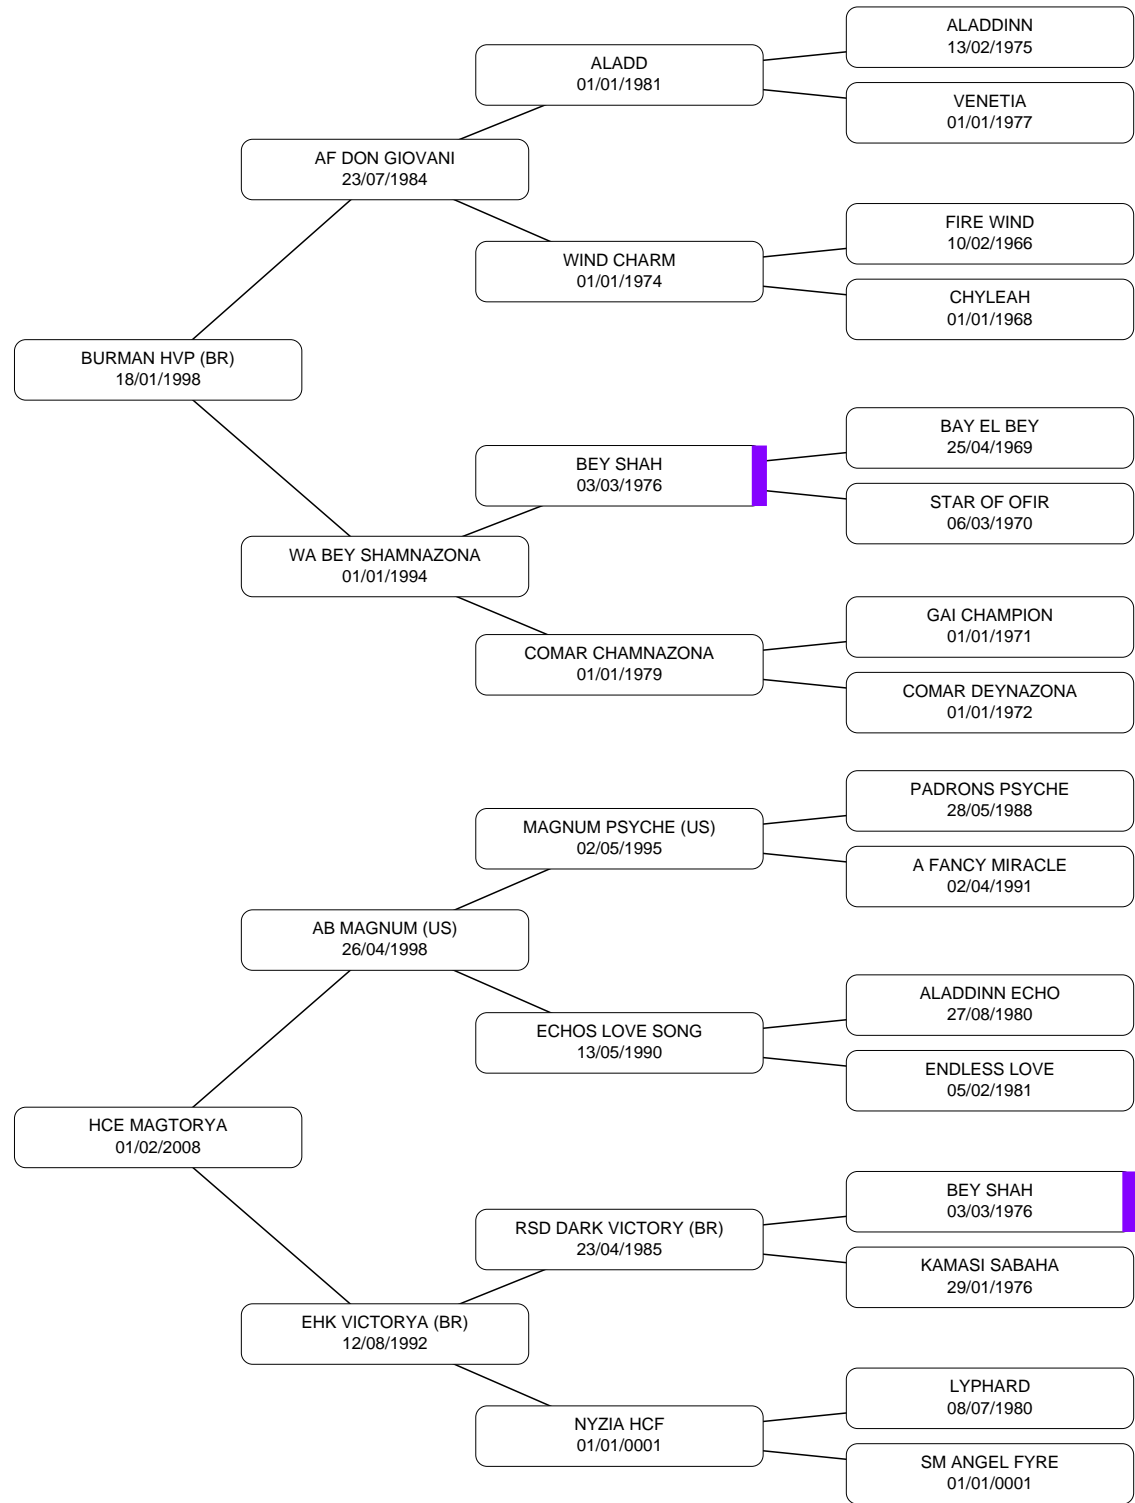 ALADDINN
13/02/1975
ALADD
01/01/1981
VENETIA
01/01/1977
AF DON GIOVANI
23/07/1984
FIRE WIND
10/02/1966
WIND CHARM
01/01/1974
CHYLEAH
01/01/1968
BURMAN HVP (BR)
18/01/1998
BAY EL BEY
25/04/1969
BEY SHAH
03/03/1976
STAR OF OFIR
06/03/1970
WA BEY SHAMNAZONA
01/01/1994
GAI CHAMPION
01/01/1971
COMAR CHAMNAZONA
01/01/1979
COMAR DEYNAZONA
01/01/1972
PADRONS PSYCHE
28/05/1988
MAGNUM PSYCHE (US)
02/05/1995
A FANCY MIRACLE
02/04/1991
AB MAGNUM (US)
26/04/1998
ALADDINN ECHO
27/08/1980
ECHOS LOVE SONG
13/05/1990
ENDLESS LOVE
05/02/1981
HCE MAGTORYA
01/02/2008
BEY SHAH
03/03/1976
RSD DARK VICTORY (BR)
23/04/1985
KAMASI SABAHA
29/01/1976
EHK VICTORYA (BR)
12/08/1992
LYPHARD
08/07/1980
NYZIA HCF
01/01/0001
SM ANGEL FYRE
01/01/0001